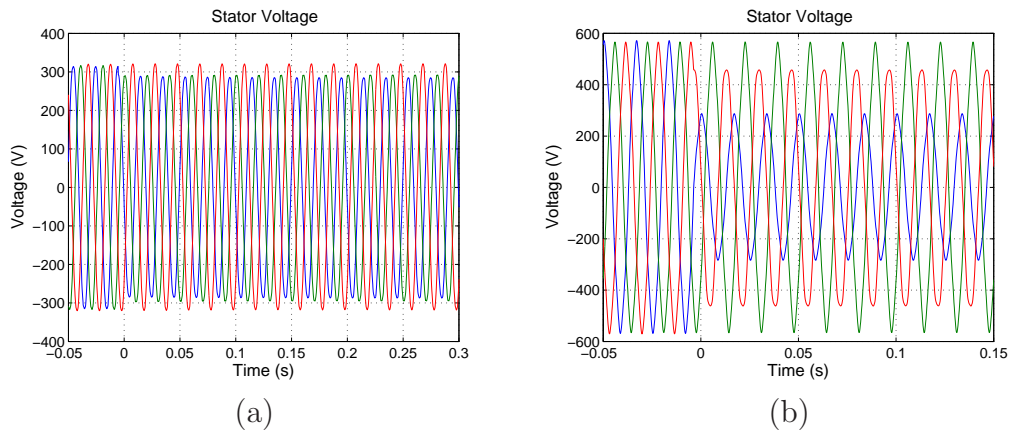 Stator Voltage
400
300
200
100
0
−100
−200
−300
−400
Voltage (V)
−0.05 0 0.05 0.1 0.15 0.2 0.25 0.3
Time (s)
(a)
Stator Voltage
600
400
200
0
−200
−400
−600
Voltage (V)
−0.05 0 0.05 0.1 0.15
Time (s)
(b)